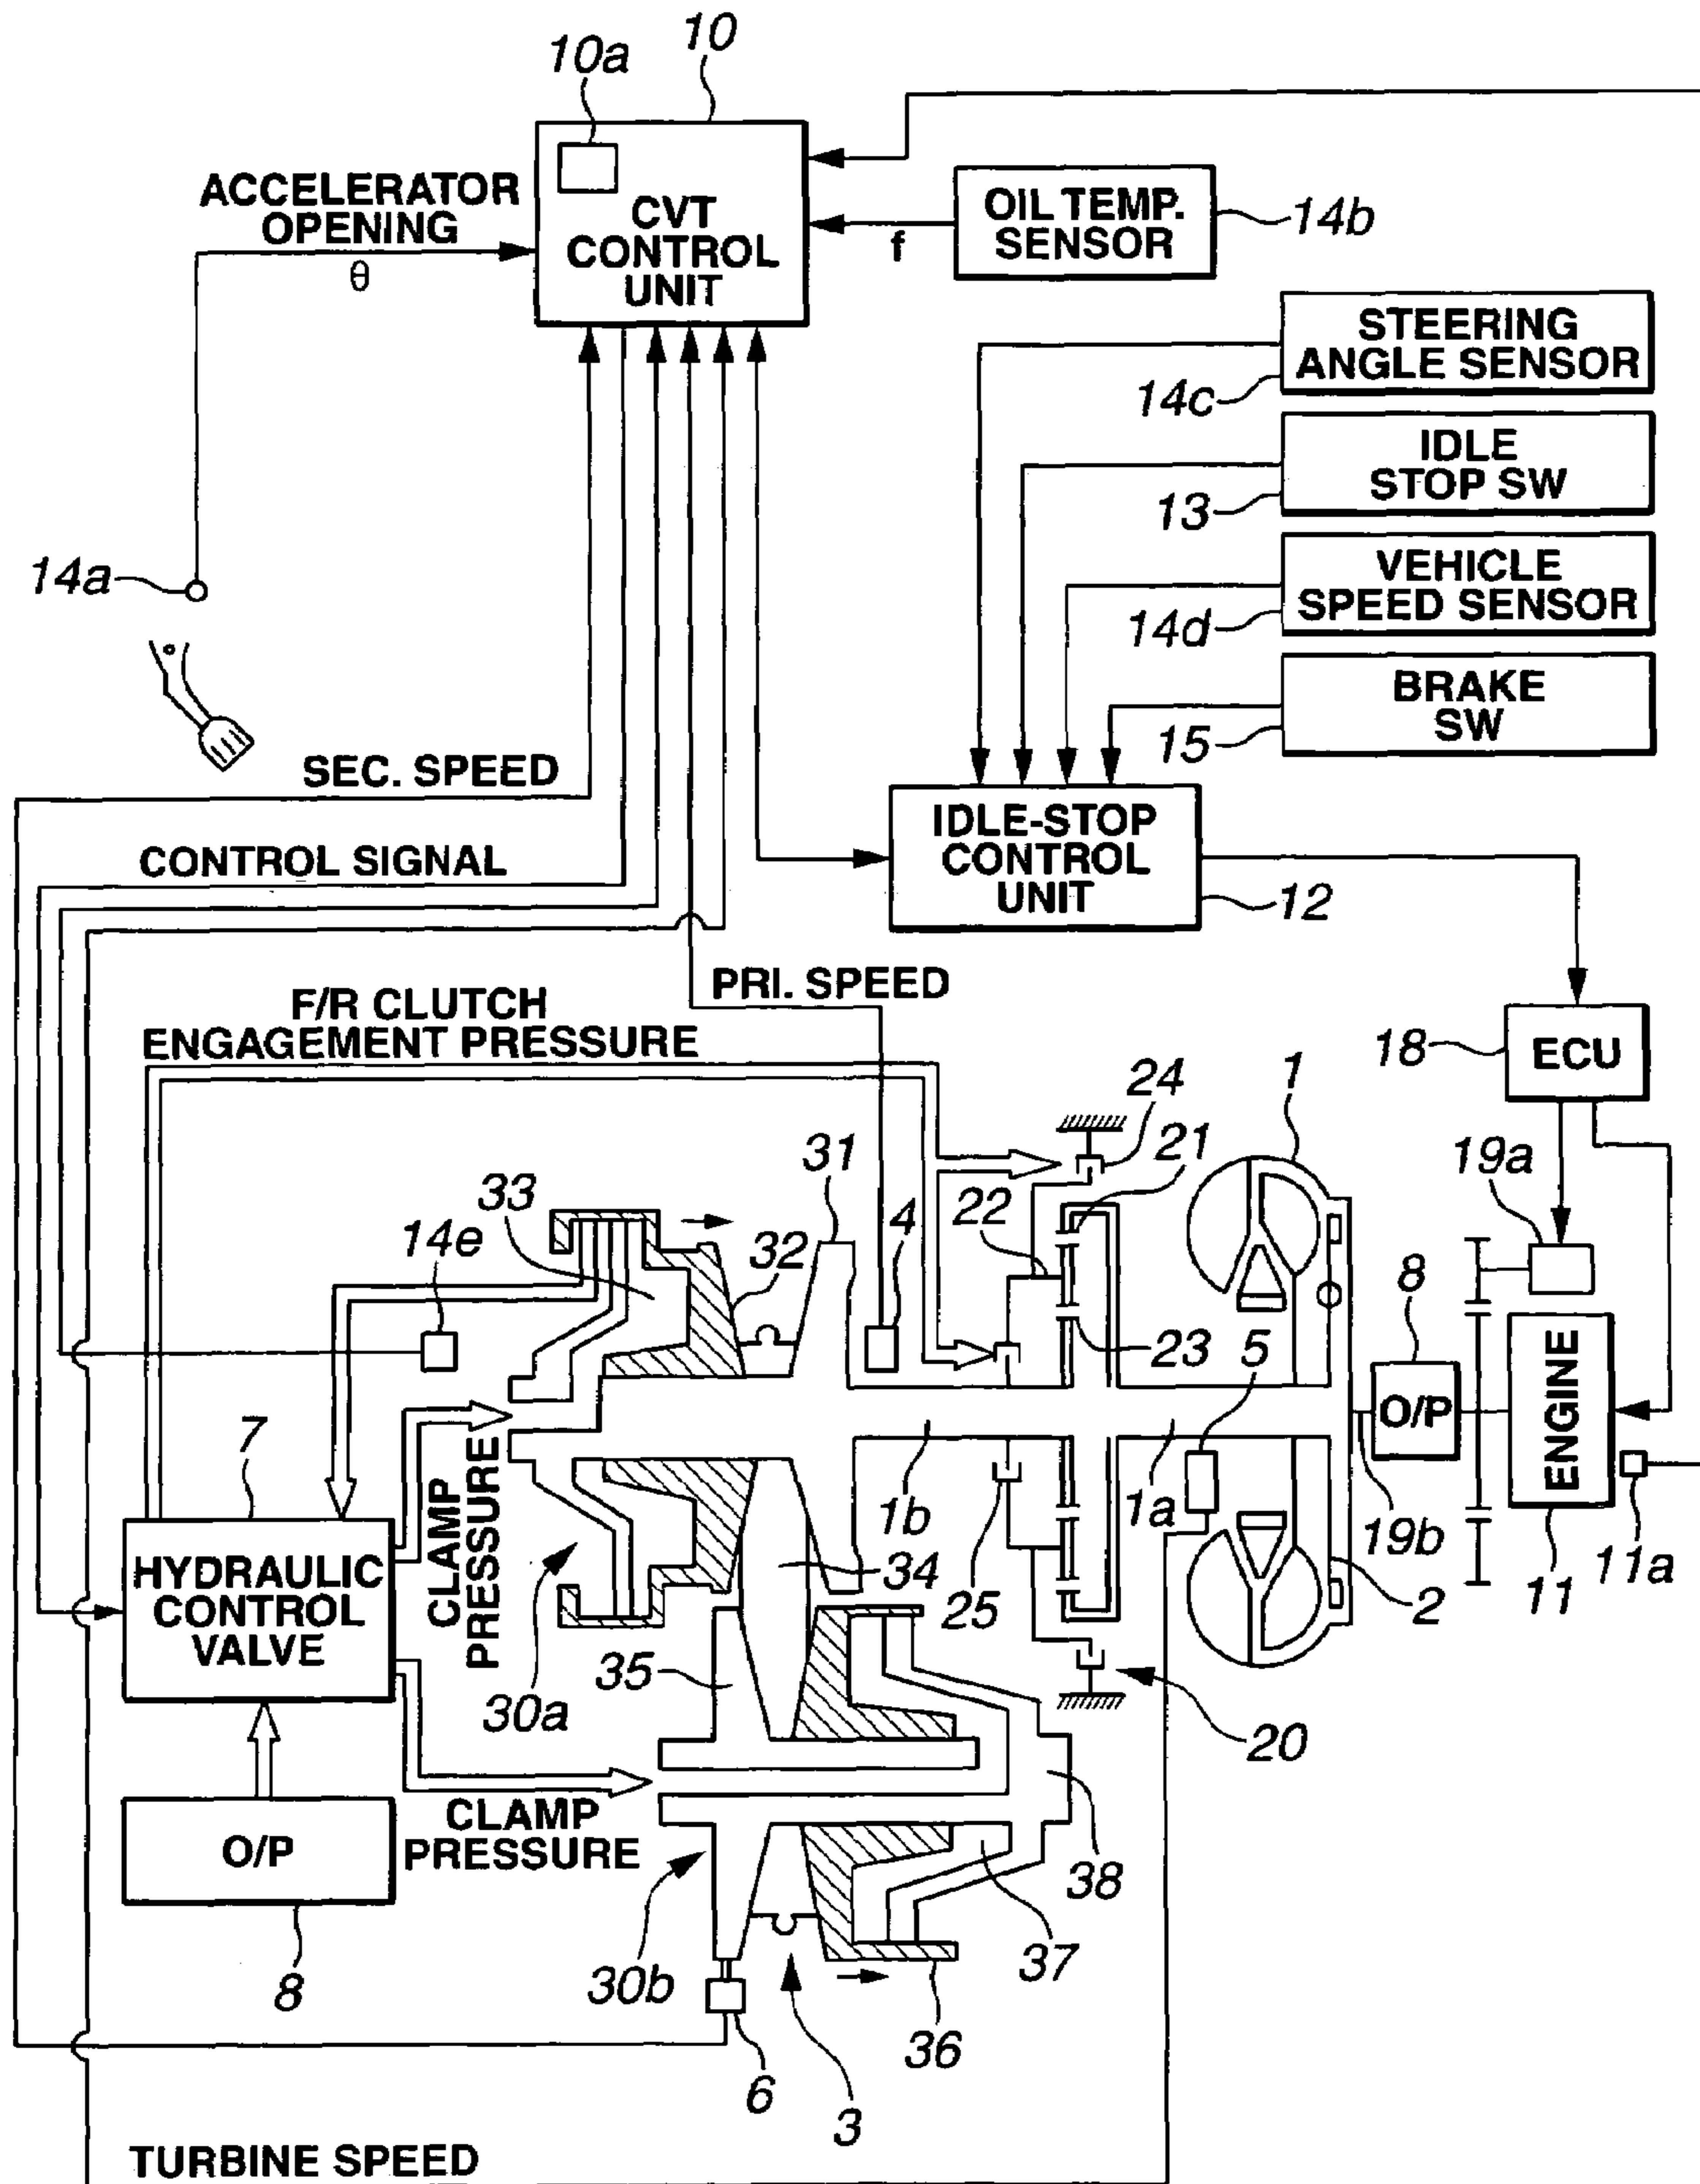 10
10a
ACCELERATOR
OPENING
θ
CVT
CONTROL
UNIT
f
OIL TEMP.
SENSOR
14b
STEERING
ANGLE SENSOR
14c
IDLE
STOP SW
13
14a
VEHICLE
SPEED SENSOR
14d
BRAKE
SW
15
SEC. SPEED
CONTROL SIGNAL
IDLE-STOP
CONTROL
UNIT
12
PRI. SPEED
F/R CLUTCH
ENGAGEMENT PRESSURE
18
ECU
24
1
21
31
19a
33
22
4
14e
32
23
5
8
O/P
ENGINE
7
CLAMP
PRESSURE
1b
1a
19b
11a
34
25
2
11
HYDRAULIC
CONTROL
VALVE
35
30a
20
O/P
CLAMP
PRESSURE
38
8
30b
37
36
6
3
TURBINE SPEED